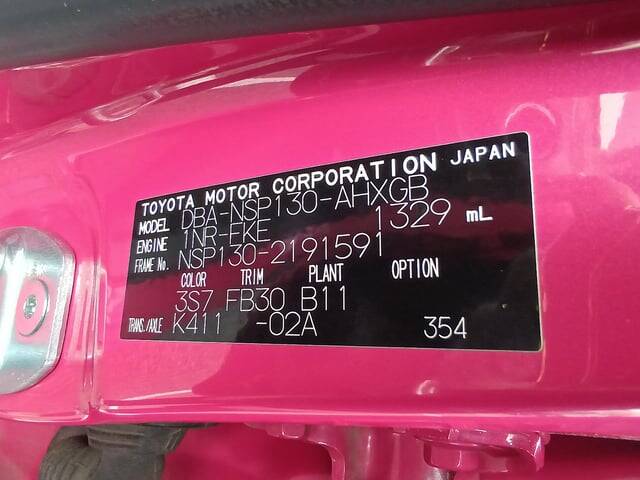 TOYOTA MOTOR CORPORATION JAPAN
MODEL DBA-NSP130-AHXGB
ENGINE 1NR-FKE 1329 mL
FRAME No. NSP130-2191591
COLOR TRIM PLANT OPTION
3S7 FB30 B11
TRANS./AXLE K411 -02A 354